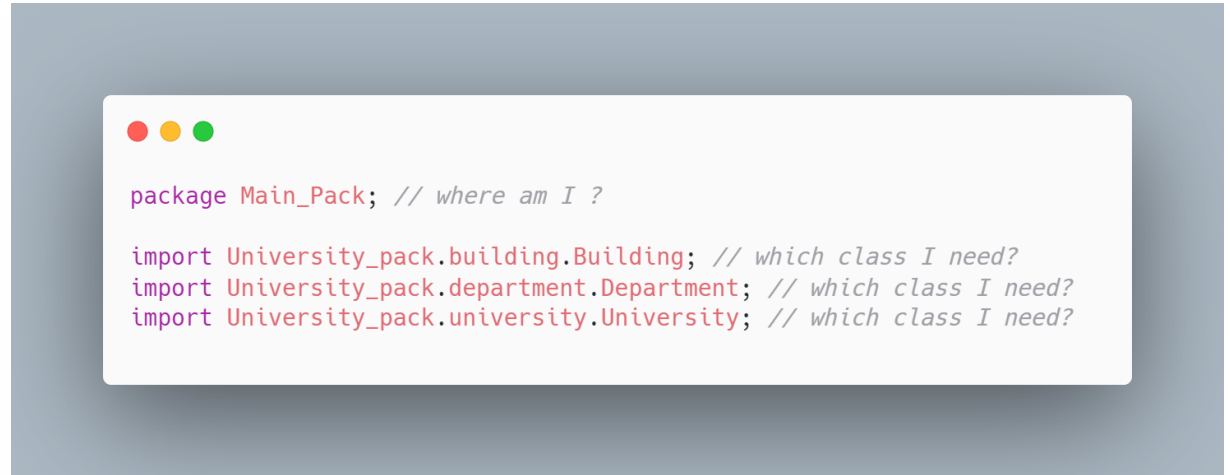 package Main_Pack; // where am I ?
import University_pack.building.Building; // which class I need?
import University_pack.department.Department; // which class I need?
import University_pack.university.University; // which class I need?